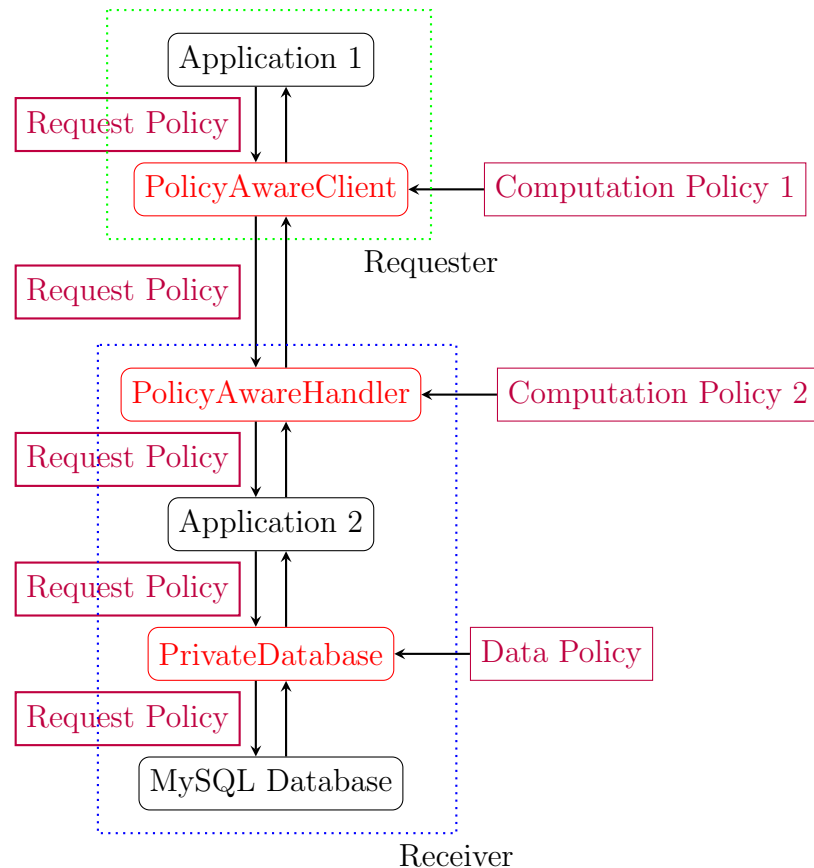 Application 1
Request Policy
PolicyAwareClient
Computation Policy 1
Requester
Request Policy
PolicyAwareHandler
Computation Policy 2
Request Policy
Application 2
Request Policy
PrivateDatabase
Data Policy
Request Policy
MySQL Database
Receiver